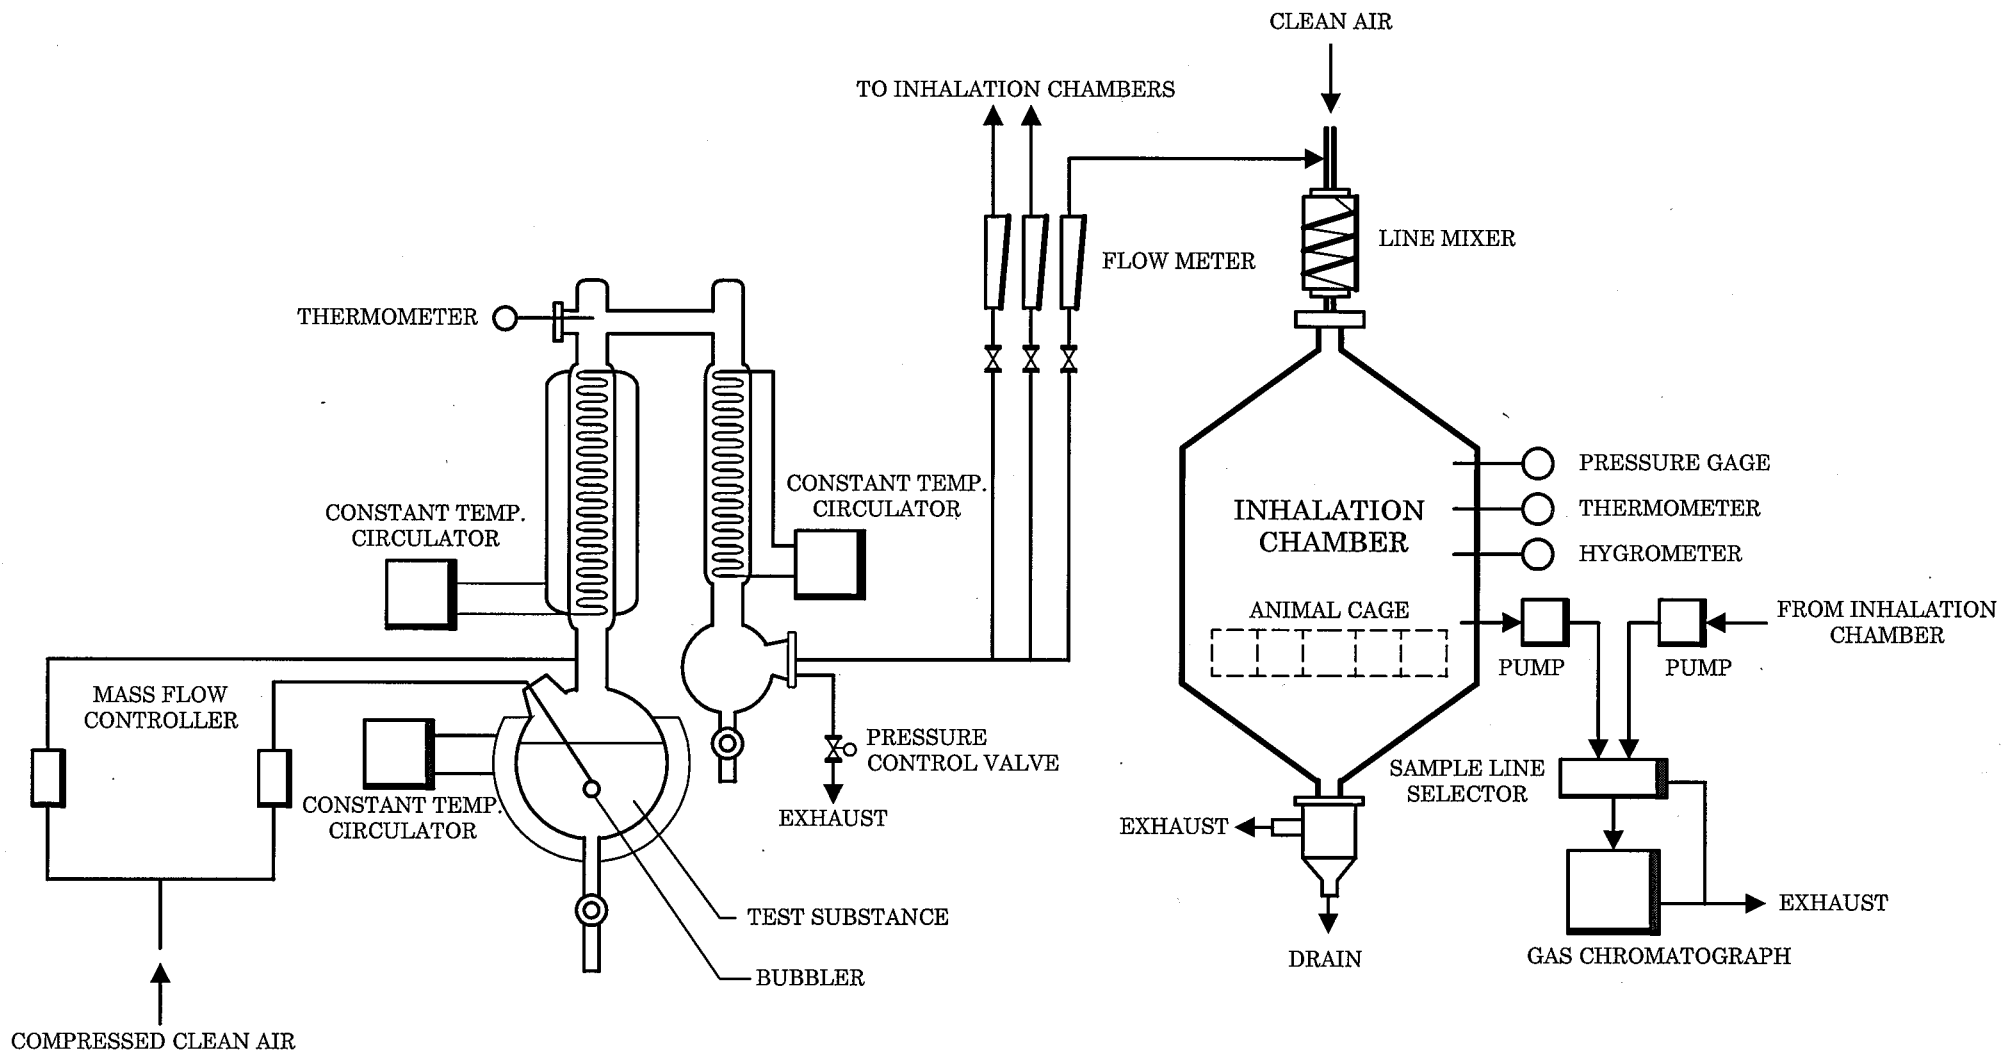 CLEAN AIR
TO INHALATION CHAMBERS
LINE MIXER
FLOW METER
THERMOMETER
PRESSURE GAGE
CONSTANT TEMP.
CIRCULATOR
THERMOMETER
INHALATION
CHAMBER
CONSTANT TEMP.
CIRCULATOR
HYGROMETER
ANIMAL CAGE
FROM INHALATION
CHAMBER
PUMP
PUMP
MASS FLOW
CONTROLLER
PRESSURE
CONTROL VALVE
SAMPLE LINE
SELECTOR
CONSTANT TEMP.
CIRCULATOR
EXHAUST
EXHAUST
EXHAUST
TEST SUBSTANCE
GAS CHROMATOGRAPH
DRAIN
BUBBLER
COMPRESSED CLEAN AIR